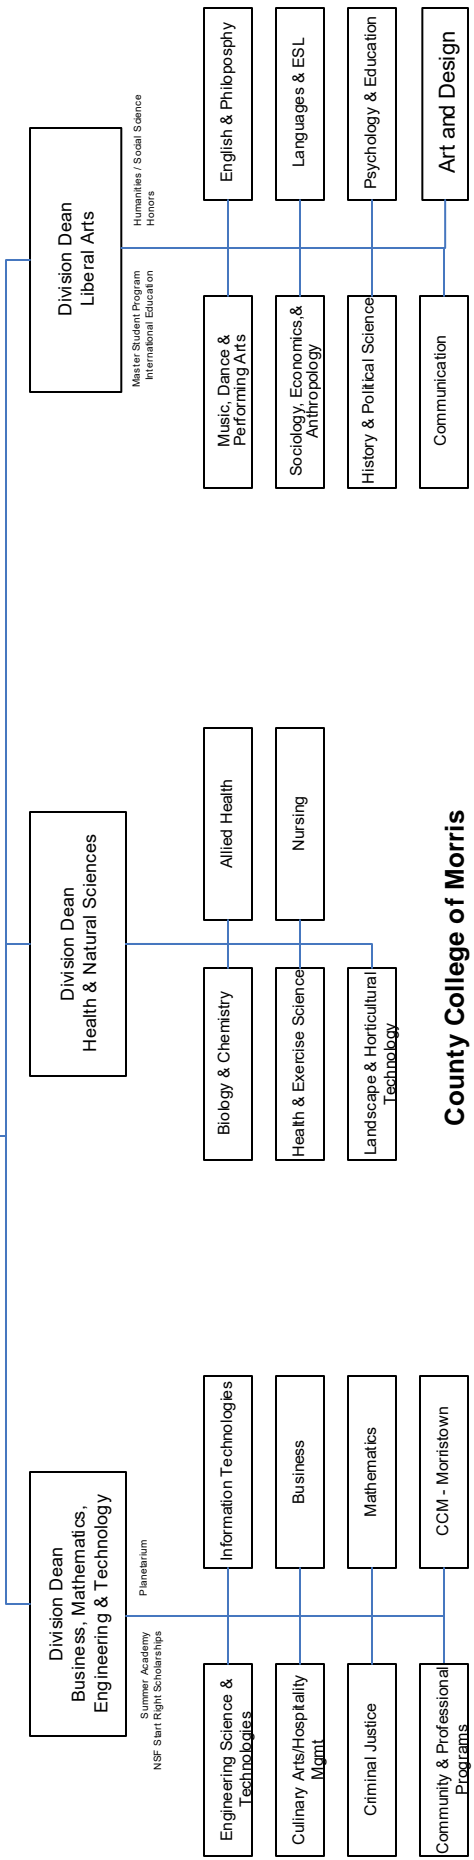 Division Dean
Business, Mathematics,
Engineering & Technology
Summer Academy
NSF Start Right Scholarships
Planetarium
Engineering Science &
Technologies
Information Technologies
Culinary Arts/Hospitality
Mgmt
Business
Criminal Justice
Mathematics
Community & Professional
Programs
CCM - Morristown
Division Dean
Health & Natural Sciences
Biology & Chemistry
Allied Health
Health & Exercise Science
Nursing
Landscape & Horticultural
Technology
Division Dean
Liberal Arts
Master Student Program
International Education
Humanities / Social Science
Honors
Music, Dance &
Performing Arts
English & Philoposphy
Sociology, Economics,&
Anthropology
Languages & ESL
History & Political Science
Psychology & Education
Communication
Art and Design
County College of Morris